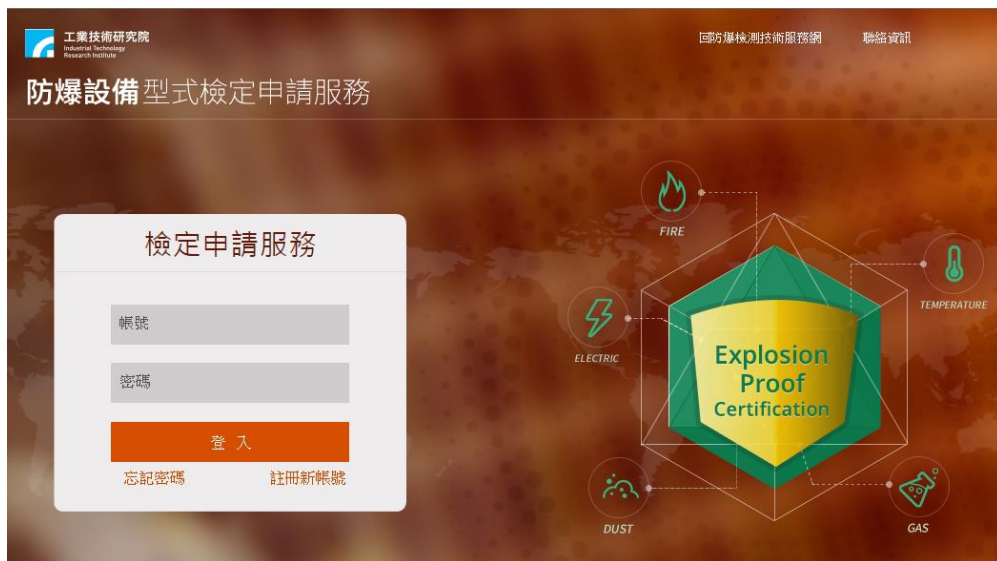 工業技術研究院
Industrial Technology
Research Institute
回防爆檢測技術服務網
聯絡資訊
防爆設備型式檢定申請服務
檢定申請服務
帳號
密碼
登入
忘記密碼
註冊新帳號
FIRE
TEMPERATURE
ELECTRIC
Explosion
Proof
Certification
DUST
GAS